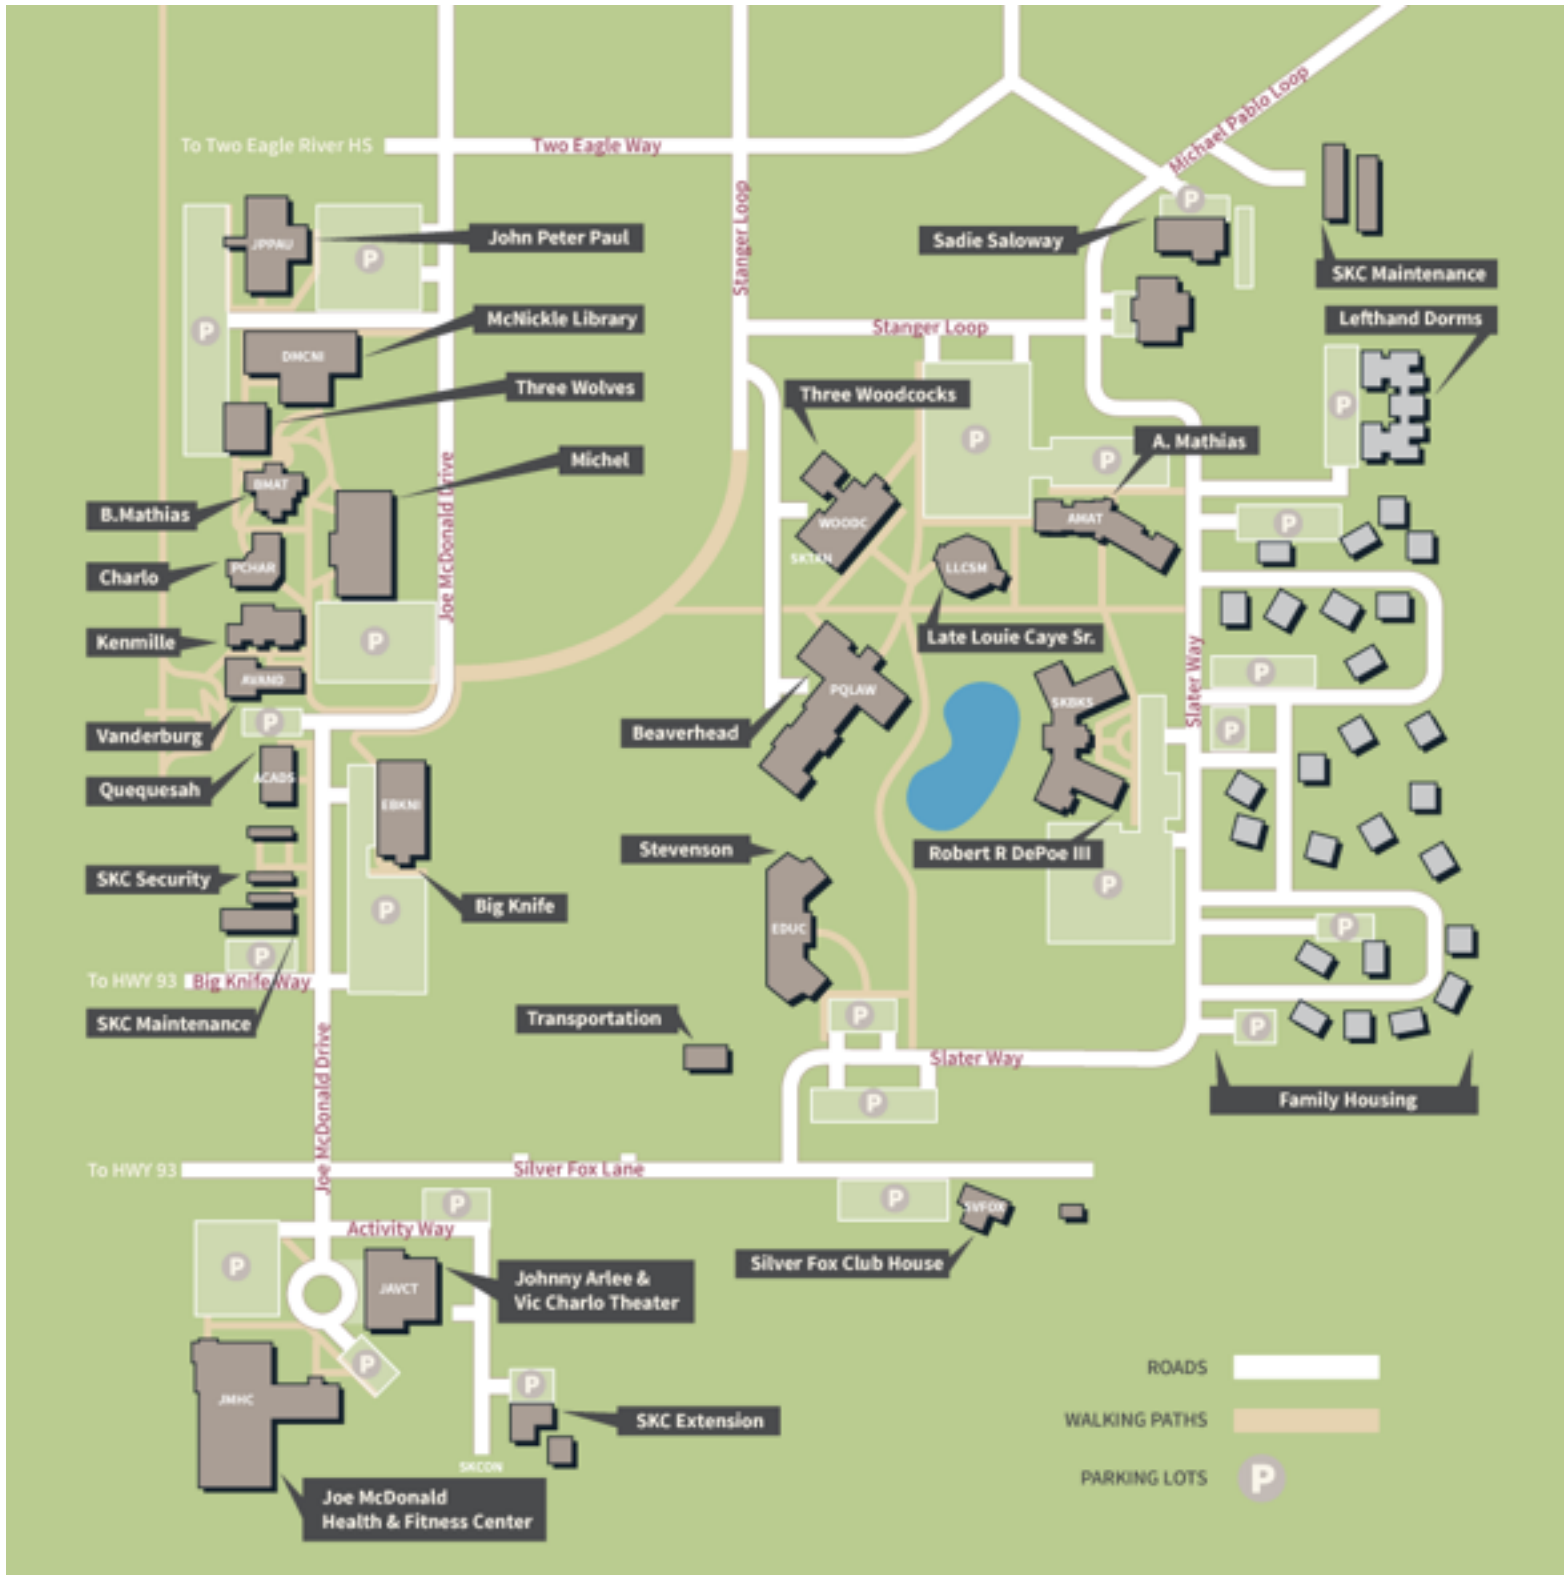 Michael Pablo Loop
To Two Eagle River HS
Two Eagle Way
P
Stanger Loop
JPPAU
John Peter Paul
Sadie Saloway
P
SKC Maintenance
P
McNickle Library
Stanger Loop
Lefthand Dorms
DMCNI
Three Wolves
Three Woodcocks
P
P
A. Mathias
Michel
P
BMAT
B.Mathias
Joe McDonald Drive
WOODC
AMAT
P
SKTAN
PCHAR
Charlo
LLCSM
Kenmille
P
Late Louie Caye Sr.
Slater Way
P
AVAND
PQLAW
SKBKS
Vanderburg
P
Beaverhead
P
Quequesah
ACADS
EBKNI
Stevenson
Robert R DePoe III
SKC Security
P
Big Knife
P
EDUC
P
P
To HWY 93
Big Knife Way
SKC Maintenance
Transportation
P
P
Slater Way
Joe McDonald Drive
P
Family Housing
To HWY 93
Silver Fox Lane
P
P
SVFOX
Activity Way
P
Silver Fox Club House
JAVCT
Johnny Arlee &
Vic Charlo Theater
P
ROADS
P
JMHC
SKC Extension
WALKING PATHS
SKCDN
PARKING LOTS
P
Joe McDonald
Health & Fitness Center